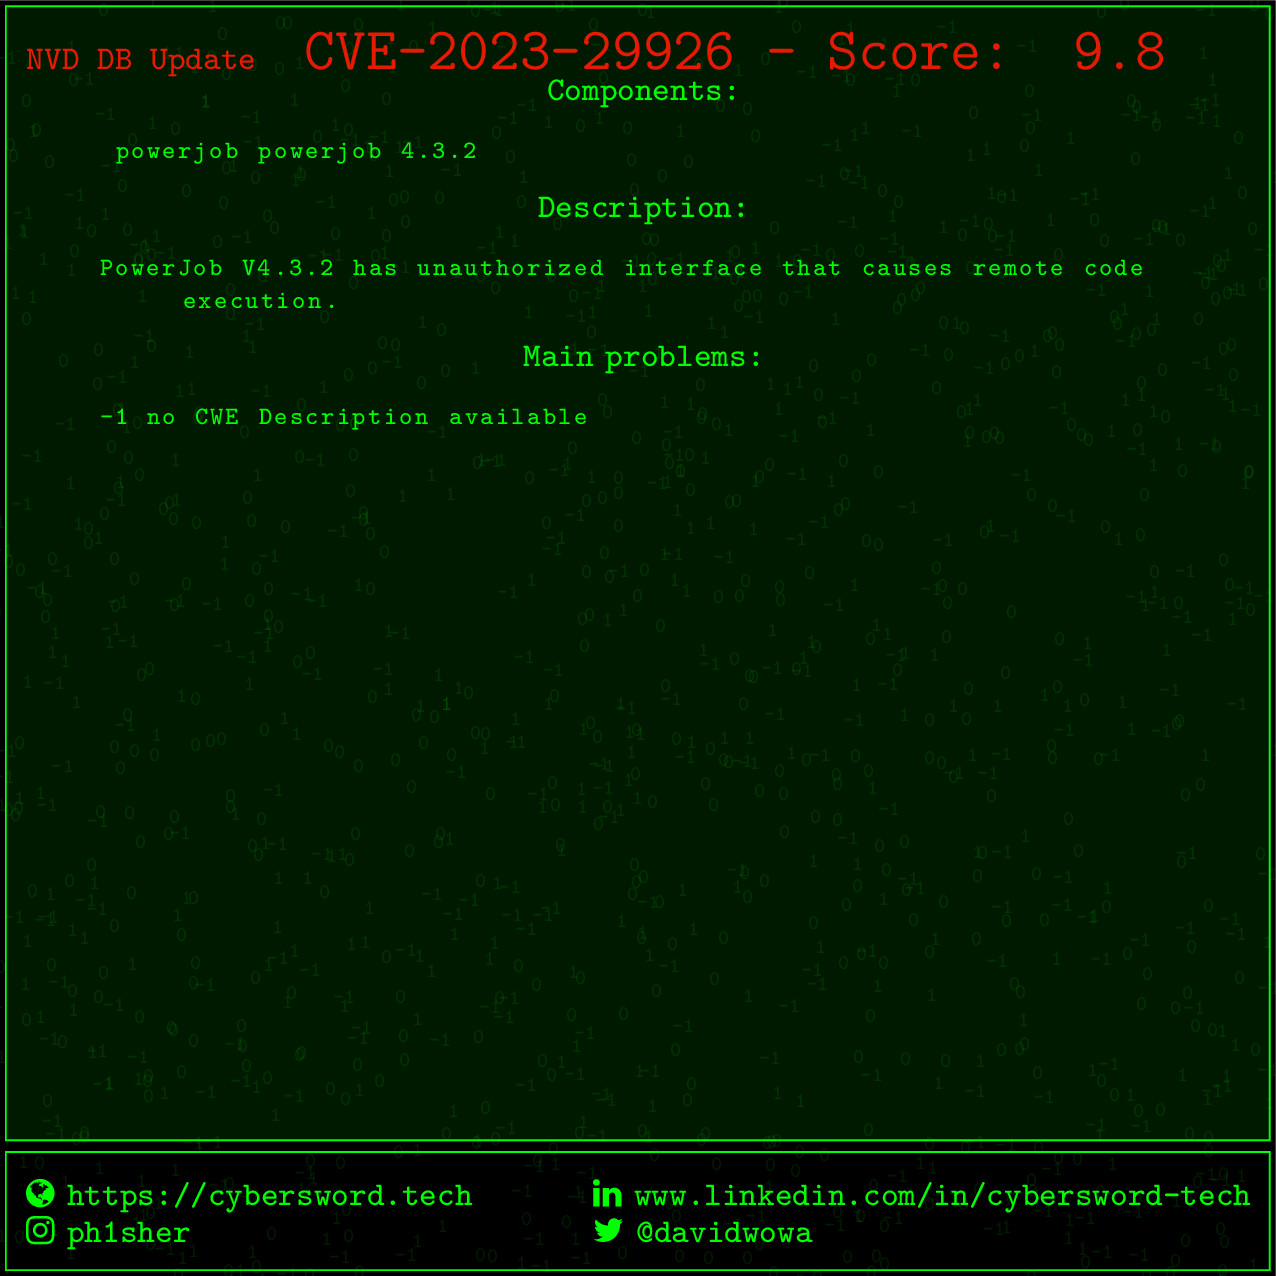 NVD DB Update CVE-2023-29926 - Score: 9.8
Components:
powerjob powerjob 4.3.2
Description:
PowerJob V4.3.2 has unauthorized interface that causes remote code
execution.
Main problems:
-1 no CWE Description available
https://cybersword.tech
www.linkedin.com/in/cybersword-tech
ph1sher
@davidwowa